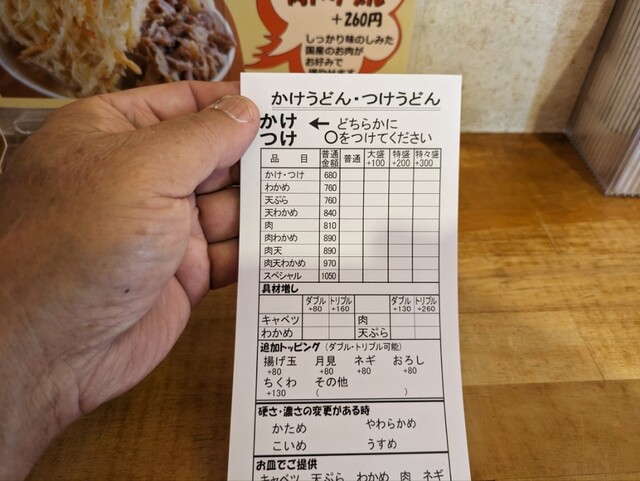 +260円
しっかり味のしみた
国産のお肉が
お好みで
かけうどん・つけうどん
かけ
つけ
← どちらかに
○をつけてください
品 目 普通金額 普通 大盛+100 特盛+200 特々盛+300
かけ・つけ 680
わかめ 760
天ぷら 760
天わかめ 840
肉 810
肉わかめ 890
肉天 890
肉天わかめ 970
スペシャル 1050
具材増し
ダブル+80 トリプル+160 ダブル+130 トリプル+260
キャベツ 肉
わかめ 天ぷら
追加トッピング(ダブル・トリプル可能)
揚げ玉 月見 ネギ おろし
+80 +80 +80 +80
ちくわ その他
+130 ( )
硬さ・濃さの変更がある時
かため やわらかめ
こいめ うすめ
お皿でご提供
キャベツ 天ぷら わかめ 肉 ネギ